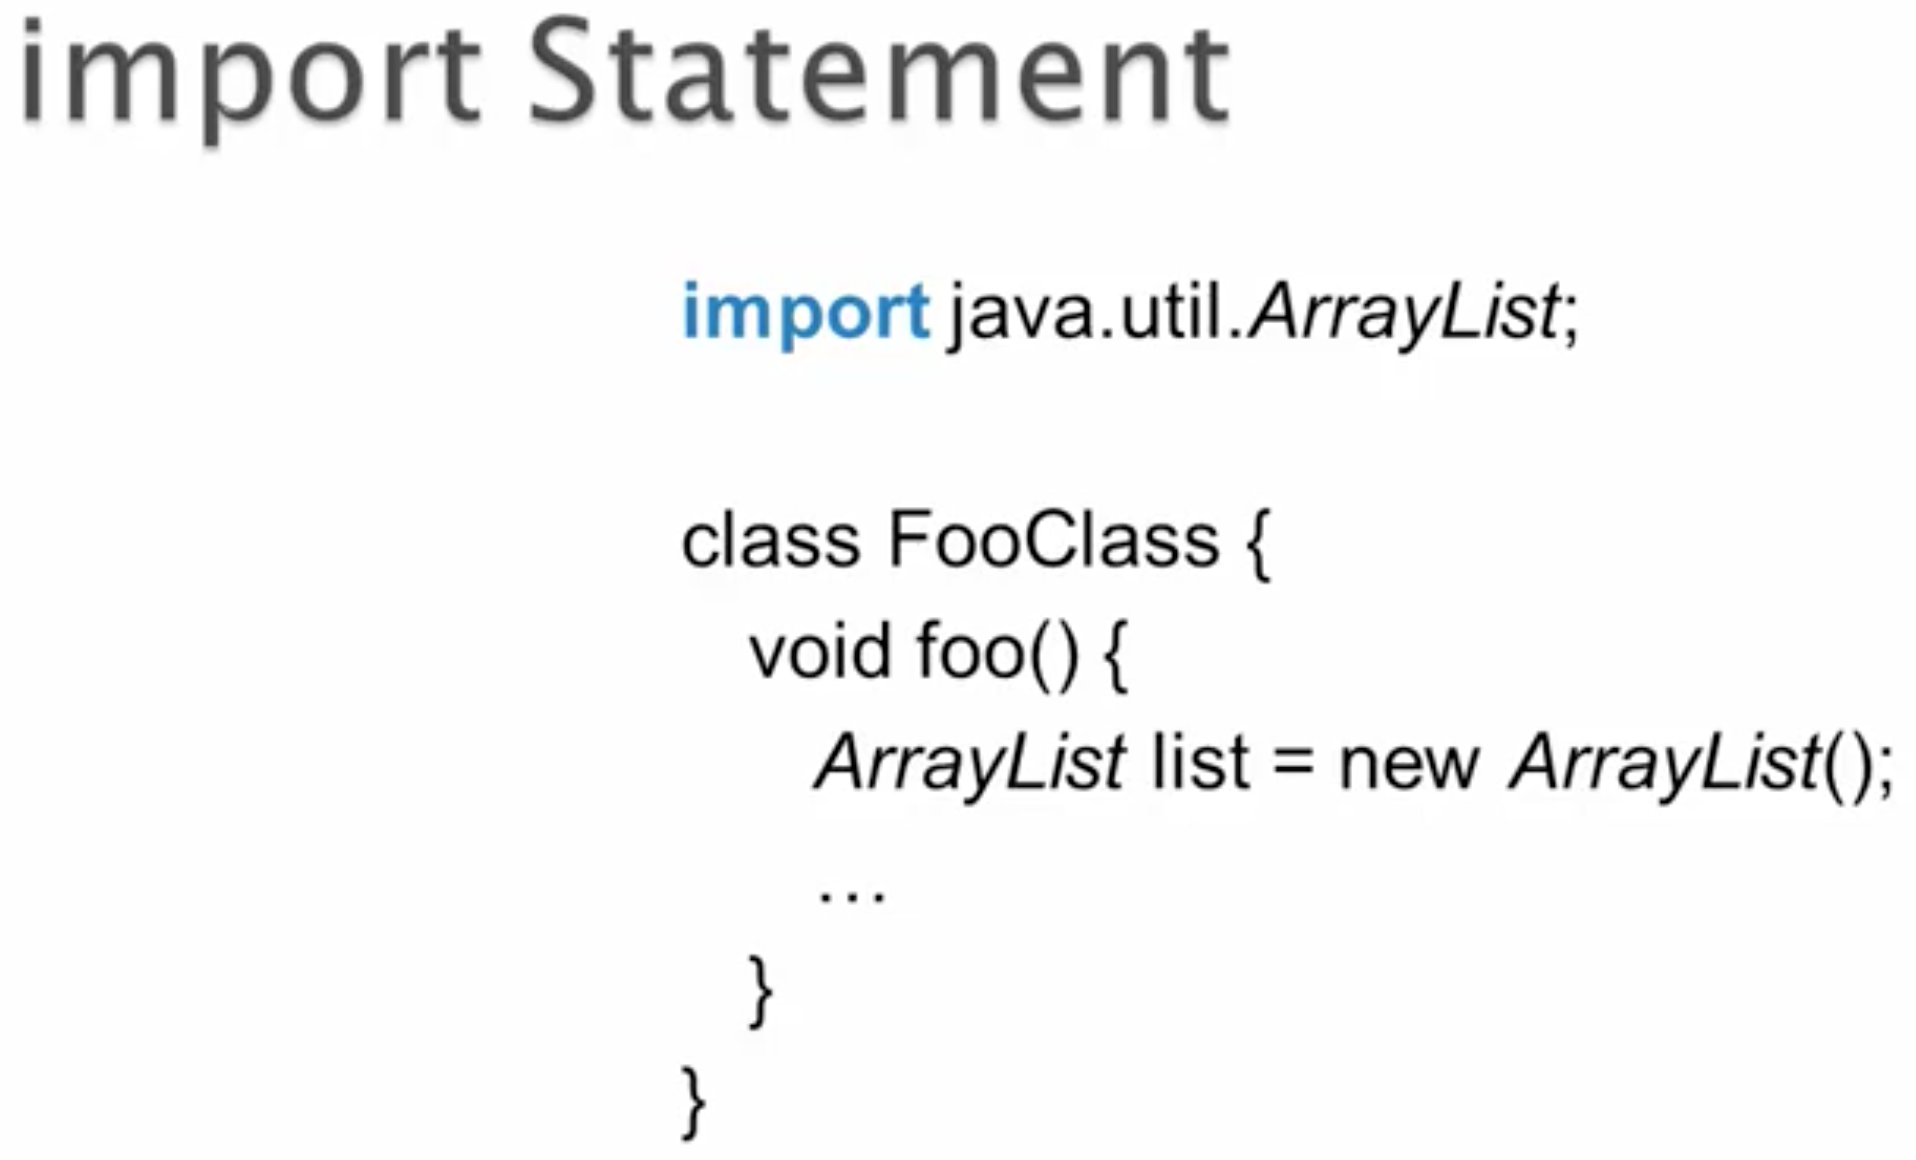 import Statement
import java.util.ArrayList;
class FooClass {
void foo() {
ArrayList list = new ArrayList();
...
}
}